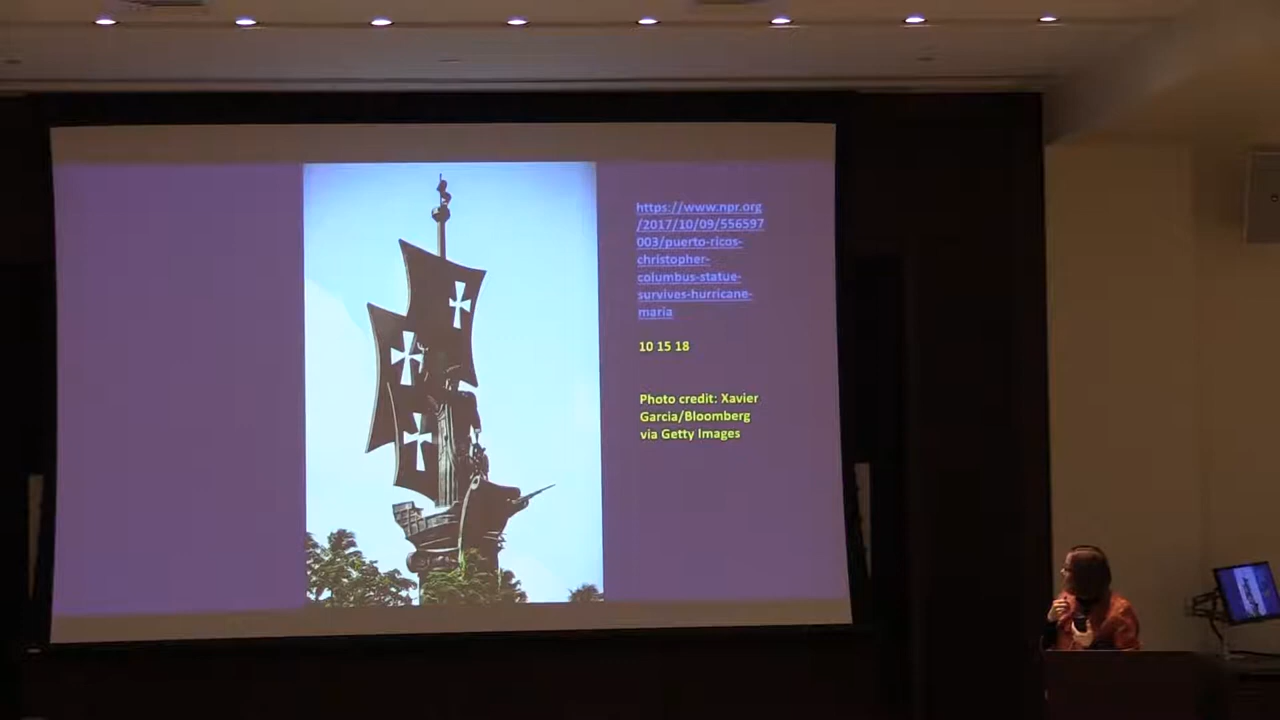 https://www.npr.org
/2017/10/09/556597
003/puerto-ricos-
christopher-
columbus-statue-
survives-hurricane-
maria
10 15 18
Photo credit: Xavier
Garcia/Bloomberg
via Getty Images